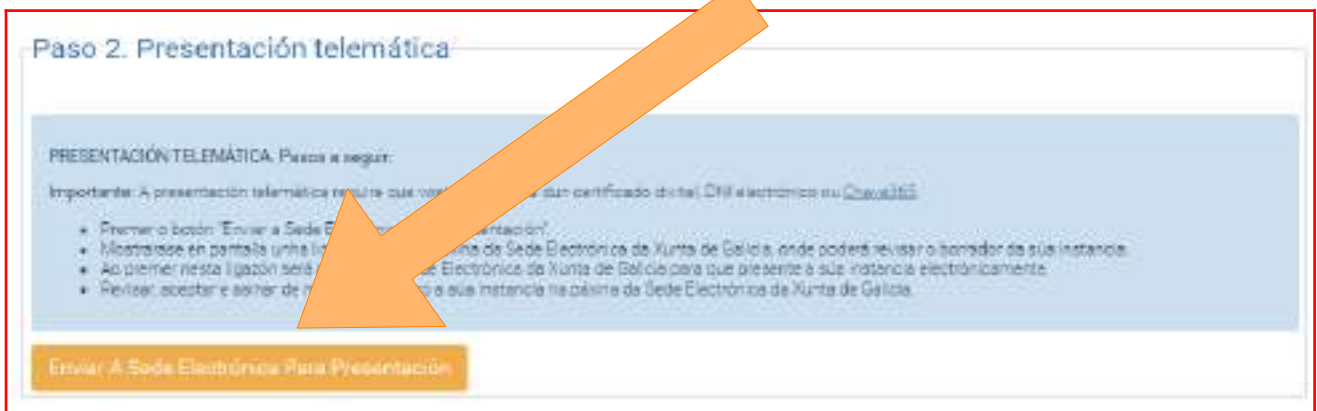 Paso 2. Presentación telemática
PRESENTACIÓN TELEMÁTICA. Pasos a seguir:
Importante: A presentación telemática require que dun certificado dixital, DNI electrónico ou Chave365.
Premer o botón "Enviar a Sede presentación".
Mostrarase en pantalla unha da Sede Electrónica da Xunta de Galicia, onde poderá revisar o borrador da súa instancia.
Ao premer nesta ligazón será Electrónica da Xunta de Galicia para que presente a súa instancia electrónicamente.
Revisar, aceptar e asinar de a súa instancia na páxina da Sede Electrónica da Xunta de Galicia.
Enviar A Sede Electrónica Para Presentación